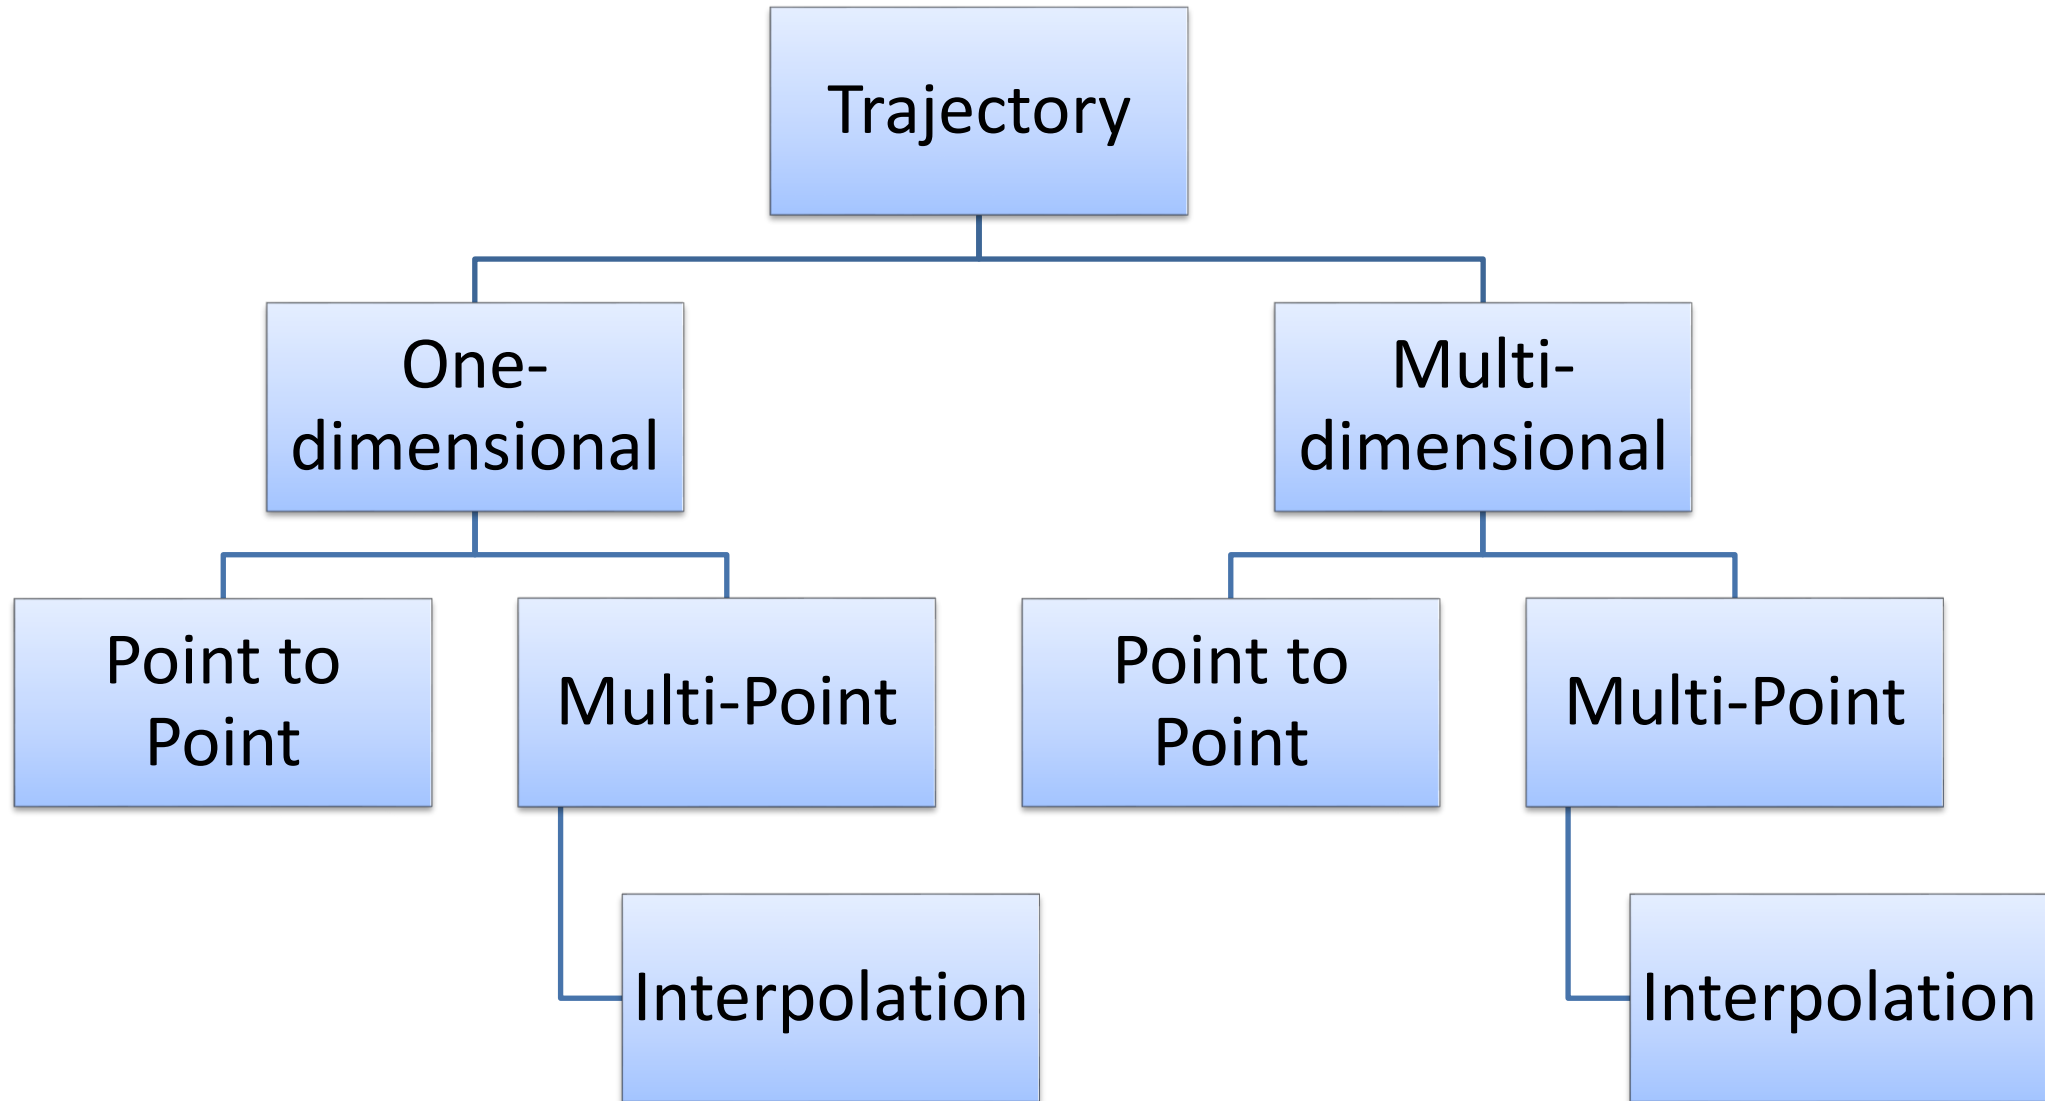 Trajectory
One-
dimensional
Multi-
dimensional
Point to
Point
Multi-Point
Point to
Point
Multi-Point
Interpolation
Interpolation